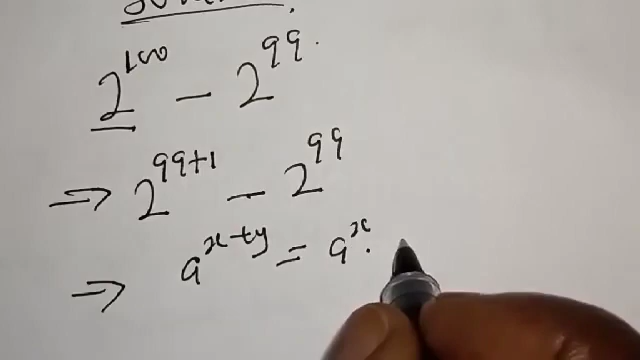 2^100 - 2^99.
⇒ 2^99+1 - 2^99
⇒ a^x+y = a^x.